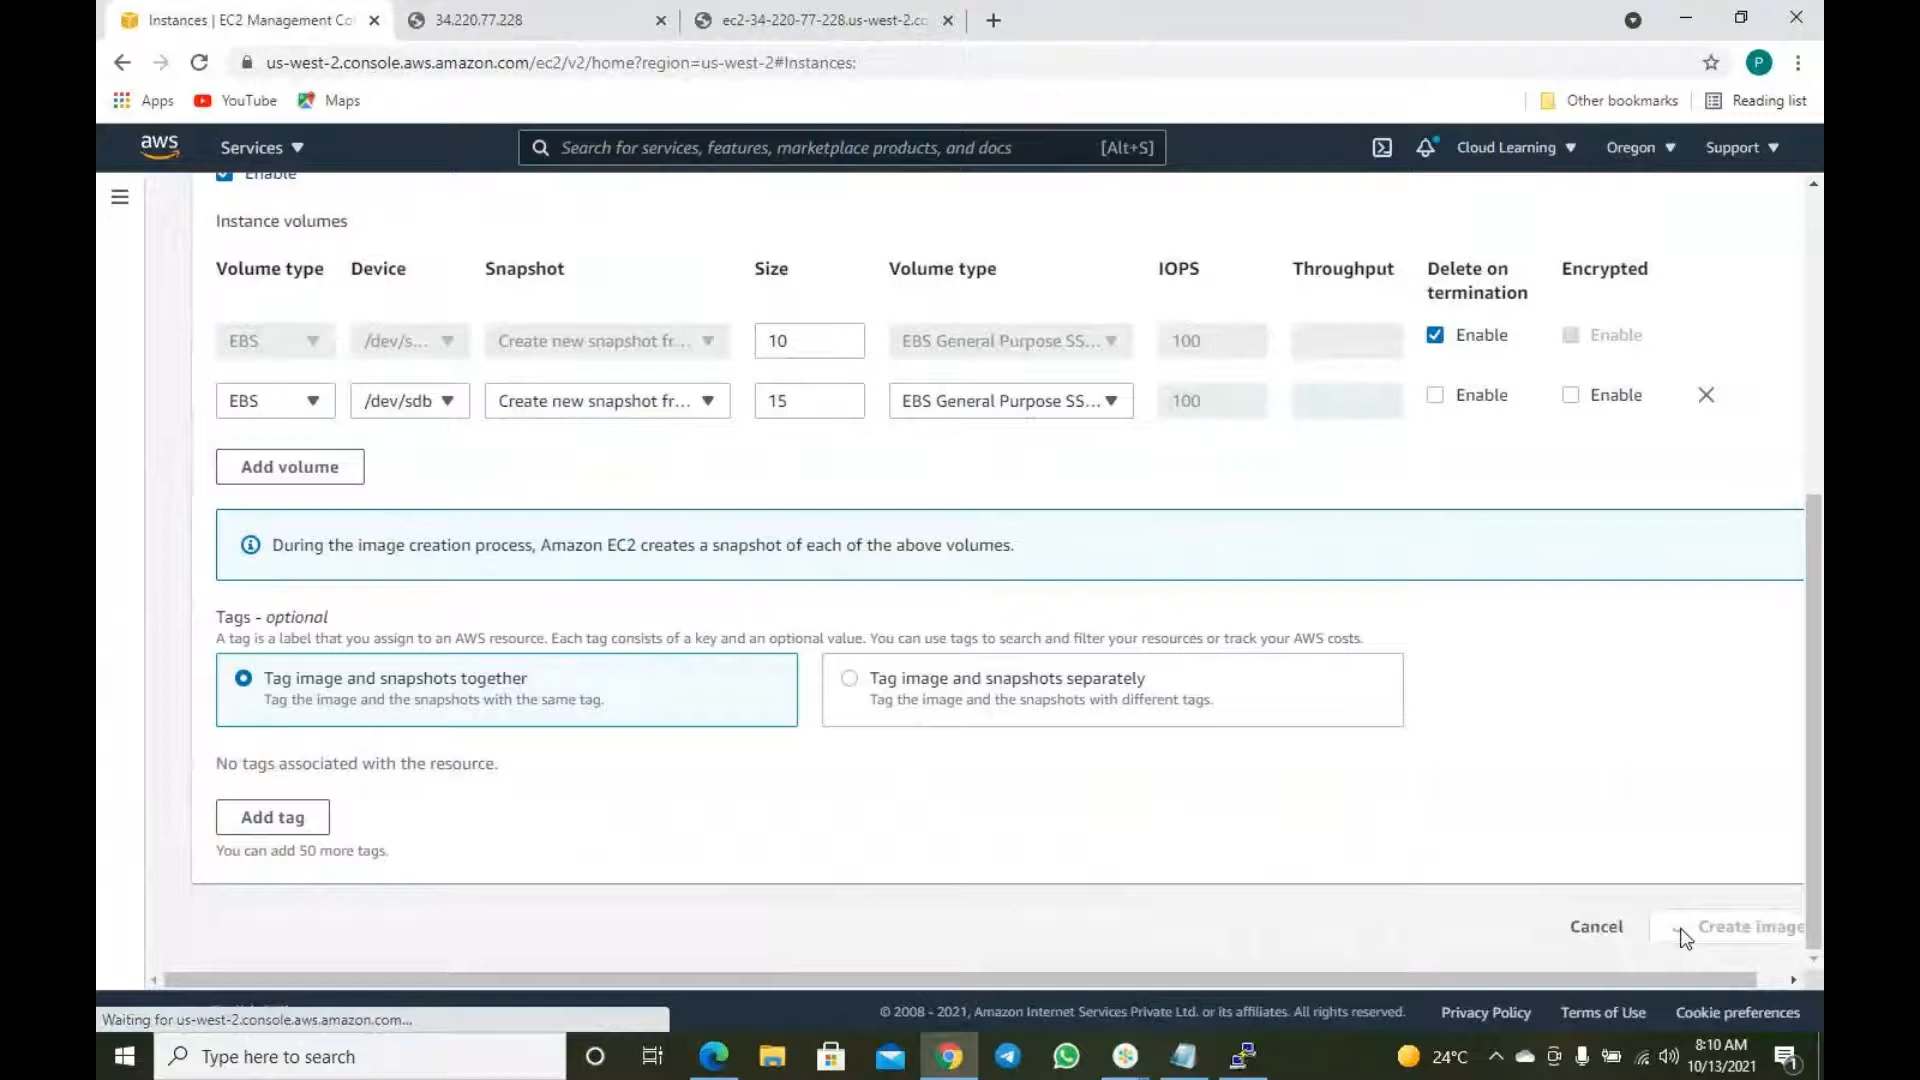 Instances | EC2 Management Co
34.220.77.228
ec2-34-220-77-228.us-west-2.co
us-west-2.console.aws.amazon.com/ec2/v2/home?region=us-west-2#Instances:
P
Apps
YouTube
Maps
Other bookmarks
Reading list
aws
Services
Search for services, features, marketplace products, and docs
[Alt+S]
Cloud Learning
Oregon
Support
Enable
Instance volumes
Volume type
Device
Snapshot
Size
Volume type
IOPS
Throughput
Delete on termination
Encrypted
EBS
/dev/s...
Create new snapshot fr...
10
EBS General Purpose SS...
100
Enable
Enable
EBS
/dev/sdb
Create new snapshot fr...
15
EBS General Purpose SS...
100
Enable
Enable
Add volume
During the image creation process, Amazon EC2 creates a snapshot of each of the above volumes.
Tags - optional
A tag is a label that you assign to an AWS resource. Each tag consists of a key and an optional value. You can use tags to search and filter your resources or track your AWS costs.
Tag image and snapshots together
Tag the image and the snapshots with the same tag.
Tag image and snapshots separately
Tag the image and the snapshots with different tags.
No tags associated with the resource.
Add tag
You can add 50 more tags.
Cancel
Create image
Waiting for us-west-2.console.aws.amazon.com...
© 2008 - 2021, Amazon Internet Services Private Ltd. or its affiliates. All rights reserved.
Privacy Policy
Terms of Use
Cookie preferences
Type here to search
24°C
8:10 AM
10/13/2021
1